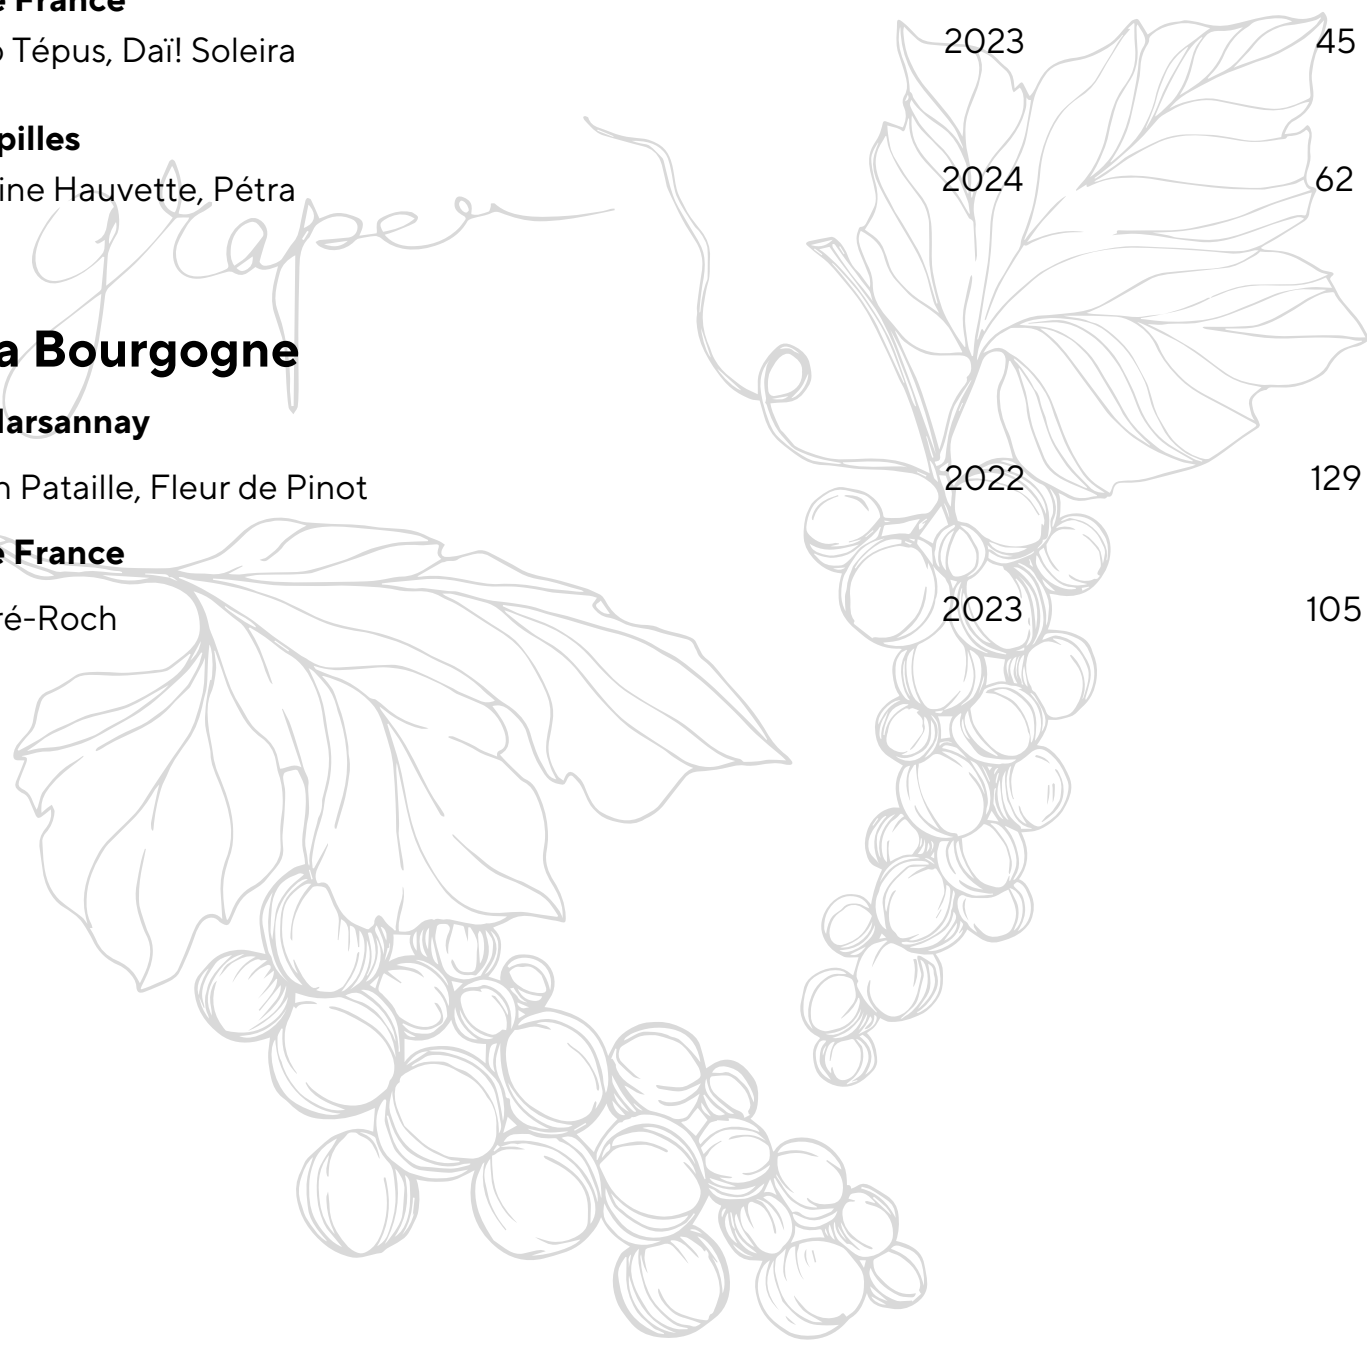 e France
Tépus, Daï! Soleira 2023 45
pilles
ine Hauvette, Pétra 2024 62
grape
a Bourgogne
arsannay
n Pataille, Fleur de Pinot 2022 129
e France
ré-Roch 2023 105